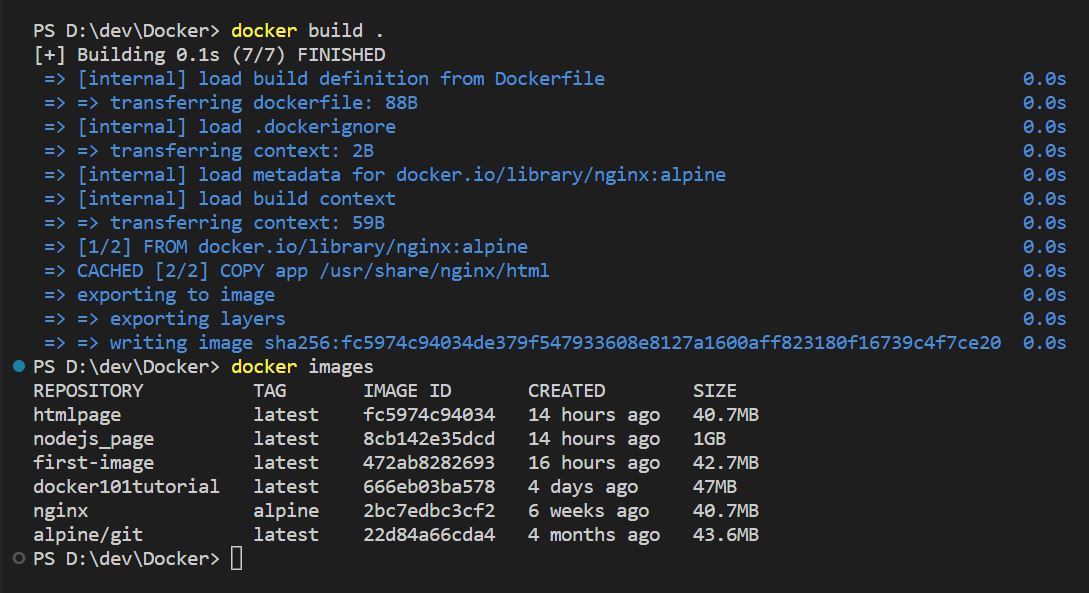 PS D:\dev\Docker> docker build .
[+] Building 0.1s (7/7) FINISHED
=> [internal] load build definition from Dockerfile 0.0s
=> => transferring dockerfile: 88B 0.0s
=> [internal] load .dockerignore 0.0s
=> => transferring context: 2B 0.0s
=> [internal] load metadata for docker.io/library/nginx:alpine 0.0s
=> [internal] load build context 0.0s
=> => transferring context: 59B 0.0s
=> [1/2] FROM docker.io/library/nginx:alpine 0.0s
=> CACHED [2/2] COPY app /usr/share/nginx/html 0.0s
=> exporting to image 0.0s
=> => exporting layers 0.0s
=> => writing image sha256:fc5974c94034de379f547933608e8127a1600aff823180f16739c4f7ce20 0.0s
PS D:\dev\Docker> docker images
REPOSITORY TAG IMAGE ID CREATED SIZE
htmlpage latest fc5974c94034 14 hours ago 40.7MB
nodejs_page latest 8cb142e35dcd 14 hours ago 1GB
first-image latest 472ab8282693 16 hours ago 42.7MB
docker101tutorial latest 666eb03ba578 4 days ago 47MB
nginx alpine 2bc7edbc3cf2 6 weeks ago 40.7MB
alpine/git latest 22d84a66cda4 4 months ago 43.6MB
PS D:\dev\Docker>